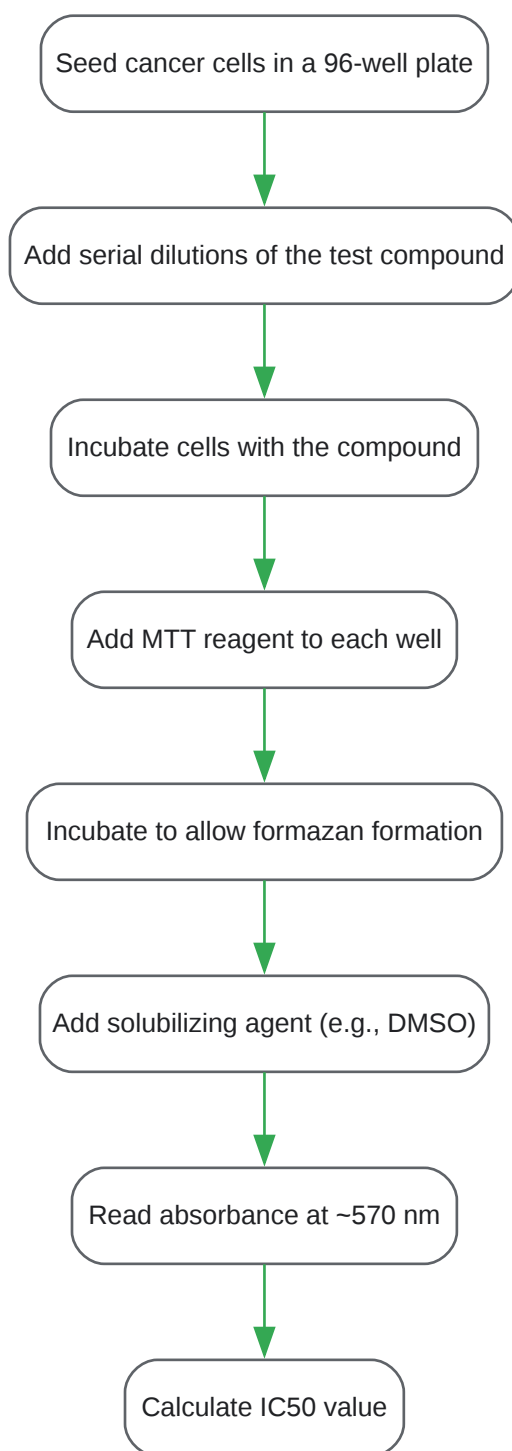 Seed cancer cells in a 96-well plate
Add serial dilutions of the test compound
Incubate cells with the compound
Add MTT reagent to each well
Incubate to allow formazan formation
Add solubilizing agent (e.g., DMSO)
Read absorbance at ~570 nm
Calculate IC50 value